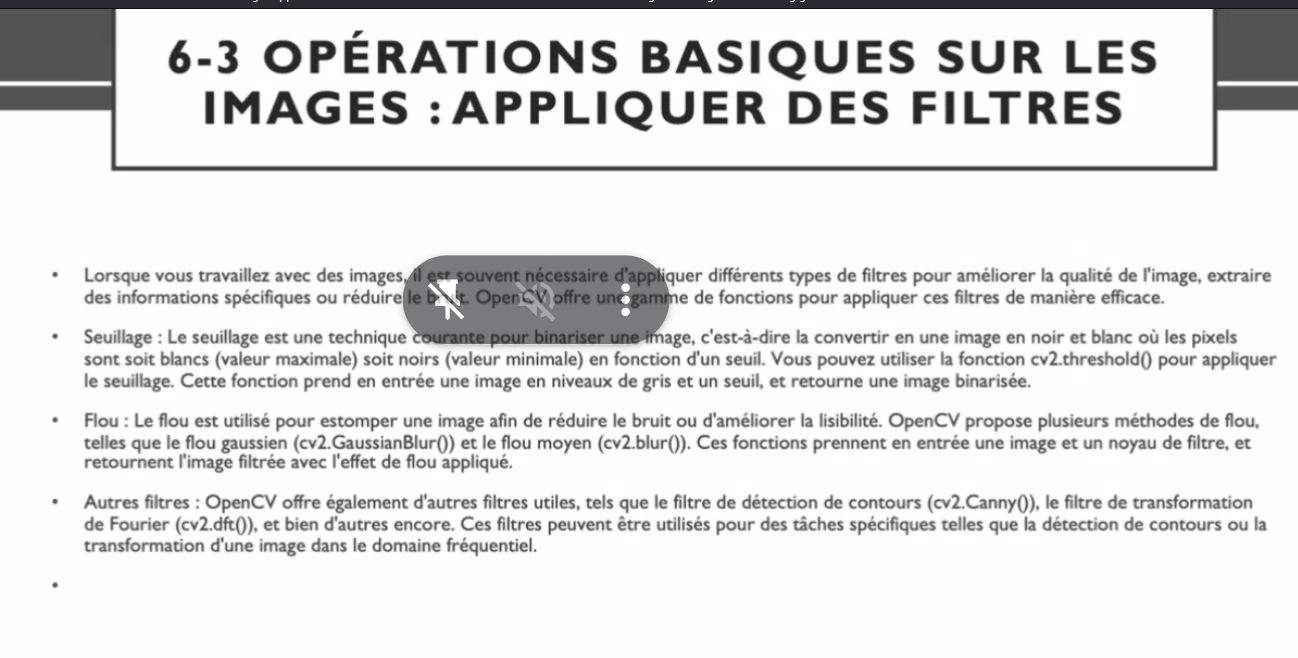 6-3 OPÉRATIONS BASIQUES SUR LES
IMAGES : APPLIQUER DES FILTRES
• Lorsque vous travaillez avec des images, il est souvent nécessaire d'appliquer différents types de filtres pour améliorer la qualité de l'image, extraire
des informations spécifiques ou réduire le bruit. OpenCV offre une gamme de fonctions pour appliquer ces filtres de manière efficace.
• Seuillage : Le seuillage est une technique courante pour binariser une image, c'est-à-dire la convertir en une image en noir et blanc où les pixels
sont soit blancs (valeur maximale) soit noirs (valeur minimale) en fonction d'un seuil. Vous pouvez utiliser la fonction cv2.threshold() pour appliquer
le seuillage. Cette fonction prend en entrée une image en niveaux de gris et un seuil, et retourne une image binarisée.
• Flou : Le flou est utilisé pour estomper une image afin de réduire le bruit ou d'améliorer la lisibilité. OpenCV propose plusieurs méthodes de flou,
telles que le flou gaussien (cv2.GaussianBlur()) et le flou moyen (cv2.blur()). Ces fonctions prennent en entrée une image et un noyau de filtre, et
retournent l'image filtrée avec l'effet de flou appliqué.
• Autres filtres : OpenCV offre également d'autres filtres utiles, tels que le filtre de détection de contours (cv2.Canny()), le filtre de transformation
de Fourier (cv2.dft()), et bien d'autres encore. Ces filtres peuvent être utilisés pour des tâches spécifiques telles que la détection de contours ou la
transformation d'une image dans le domaine fréquentiel.
•